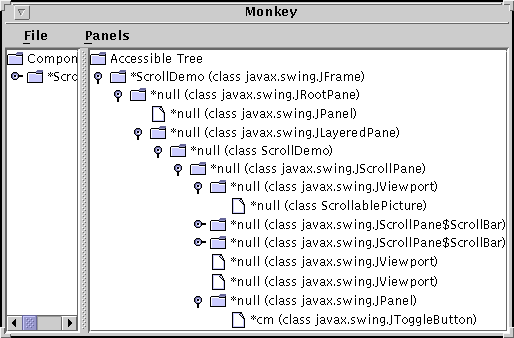 Monkey
File Panels
Compon
*Scro
Accessible Tree
*ScrollDemo (class javax.swing.JFrame)
*null (class javax.swing.JRootPane)
*null (class javax.swing.JPanel)
*null (class javax.swing.JLayeredPane)
*null (class ScrollDemo)
*null (class javax.swing.JScrollPane)
*null (class javax.swing.JViewport)
*null (class ScrollablePicture)
*null (class javax.swing.JScrollPane$ScrollBar)
*null (class javax.swing.JScrollPane$ScrollBar)
*null (class javax.swing.JViewport)
*null (class javax.swing.JViewport)
*null (class javax.swing.JPanel)
*cm (class javax.swing.JToggleButton)